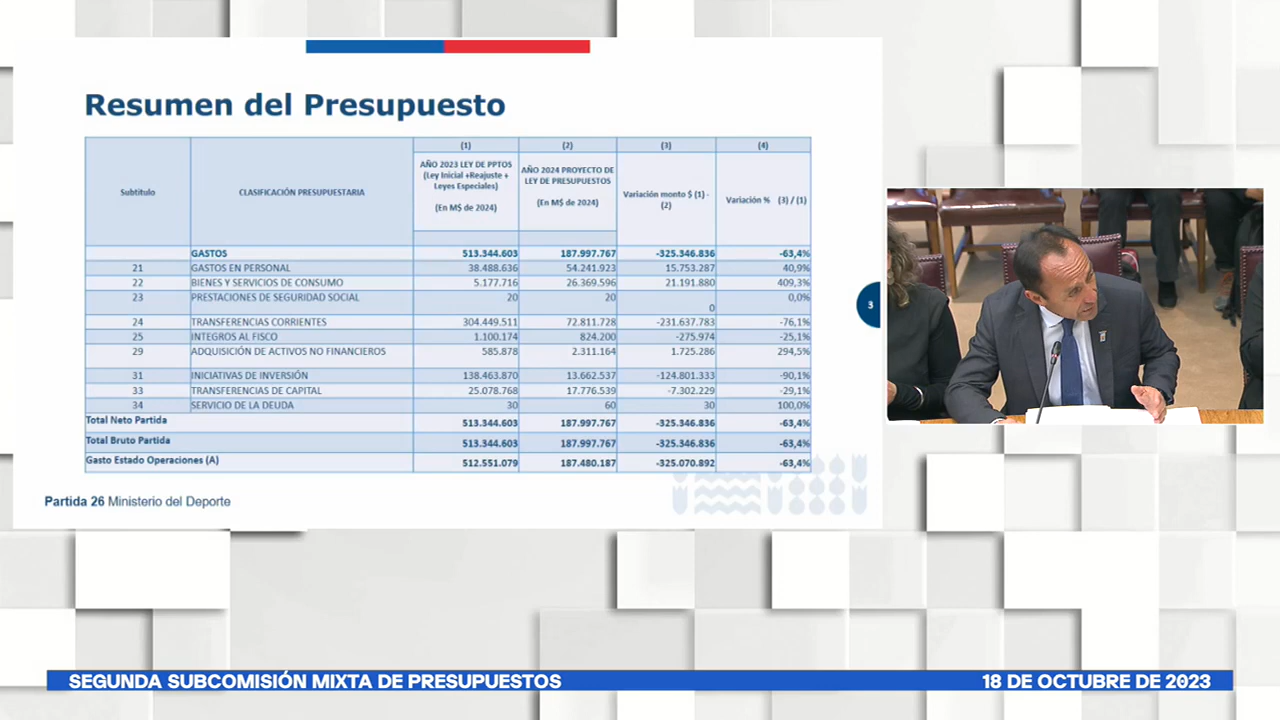 Resumen del Presupuesto
(1) (2) (3) (4)
Subtítulo CLASIFICACIÓN PRESUPUESTARIA AÑO 2023 LEY DE PPTOS (Ley Inicial +Reajuste + Leyes Especiales) (En M$ de 2024) AÑO 2024 PROYECTO DE LEY DE PRESUPUESTOS (En M$ de 2024) Variación monto $ (1) - (2) Variación % (3) / (1)
GASTOS 513.344.603 187.997.767 -325.346.836 -63,4%
21 GASTOS EN PERSONAL 38.488.636 54.241.923 15.753.287 40,9%
22 BIENES Y SERVICIOS DE CONSUMO 5.177.716 26.369.596 21.191.880 409,3%
23 PRESTACIONES DE SEGURIDAD SOCIAL 20 20 0 0,0%
24 TRANSFERENCIAS CORRIENTES 304.449.511 72.811.728 -231.637.783 -76,1%
25 INTEGROS AL FISCO 1.100.174 824.200 -275.974 -25,1%
29 ADQUISICIÓN DE ACTIVOS NO FINANCIEROS 585.878 2.311.164 1.725.286 294,5%
31 INICIATIVAS DE INVERSIÓN 138.463.870 13.662.537 -124.801.333 -90,1%
33 TRANSFERENCIAS DE CAPITAL 25.078.768 17.776.539 -7.302.229 -29,1%
34 SERVICIO DE LA DEUDA 30 60 30 100,0%
Total Neto Partida 513.344.603 187.997.767 -325.346.836 -63,4%
Total Bruto Partida 513.344.603 187.997.767 -325.346.836 -63,4%
Gasto Estado Operaciones (A) 512.551.079 187.480.187 -325.070.892 -63,4%
3
Partida 26 Ministerio del Deporte
SEGUNDA SUBCOMISIÓN MIXTA DE PRESUPUESTOS 18 DE OCTUBRE DE 2023